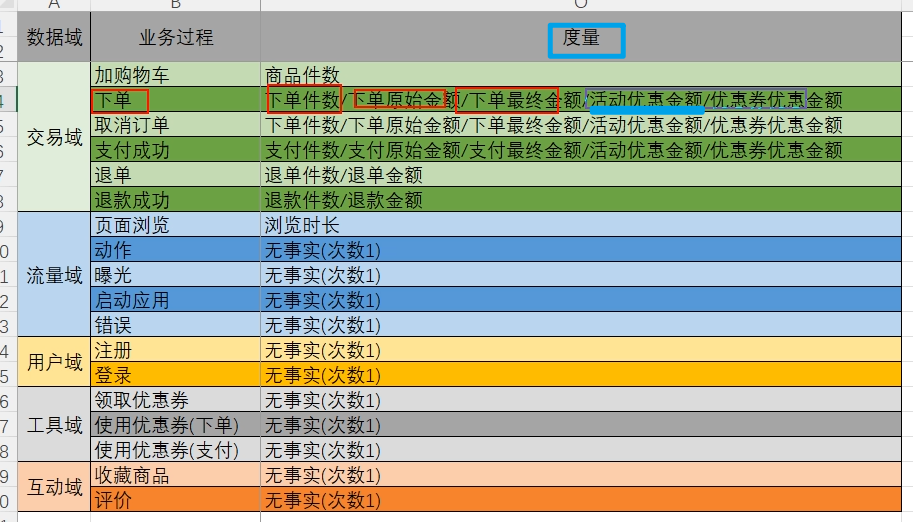 A B O
数据域 业务过程 度量
交易域
加购物车 商品件数
下单 下单件数/下单原始金额/下单最终金额/活动优惠金额/优惠券优惠金额
取消订单 下单件数/下单原始金额/下单最终金额/活动优惠金额/优惠券优惠金额
支付成功 支付件数/支付原始金额/支付最终金额/活动优惠金额/优惠券优惠金额
退单 退单件数/退单金额
退款成功 退款件数/退款金额
流量域
页面浏览 浏览时长
动作 无事实(次数1)
曝光 无事实(次数1)
启动应用 无事实(次数1)
错误 无事实(次数1)
用户域
注册 无事实(次数1)
登录 无事实(次数1)
工具域
领取优惠券 无事实(次数1)
使用优惠券(下单) 无事实(次数1)
使用优惠券(支付) 无事实(次数1)
互动域
收藏商品 无事实(次数1)
评价 无事实(次数1)